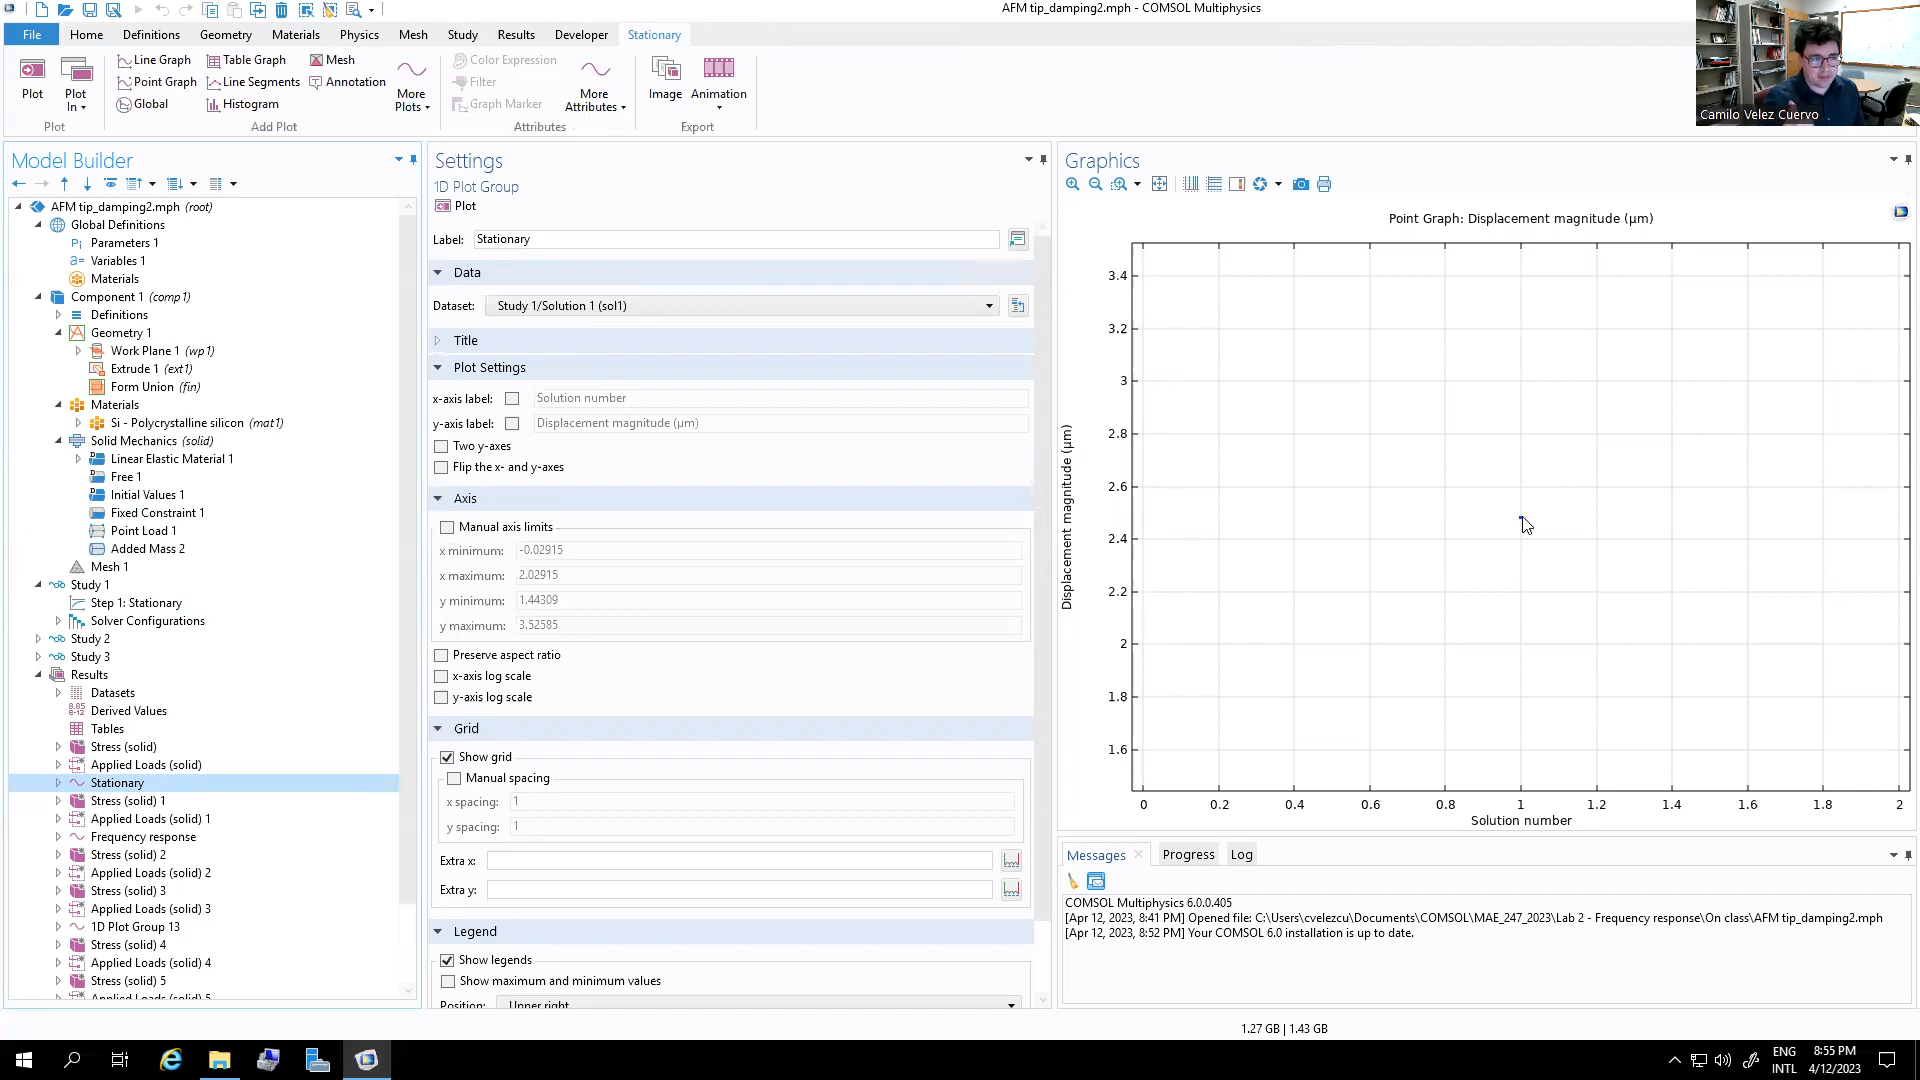 AFM tip_damping2.mph - COMSOL Multiphysics
File
Home
Definitions
Geometry
Materials
Physics
Mesh
Study
Results
Developer
Stationary
Plot
Plot In
Line Graph
Point Graph
Global
Table Graph
Line Segments
Histogram
Mesh
Annotation
More Plots
Color Expression
Filter
Graph Marker
More Attributes
Image
Animation
Plot
Add Plot
Attributes
Export
Camilo Velez Cuervo
Model Builder
AFM tip_damping2.mph (root)
Global Definitions
Parameters 1
Variables 1
Materials
Component 1 (comp1)
Definitions
Geometry 1
Work Plane 1 (wp1)
Extrude 1 (ext1)
Form Union (fin)
Materials
Si - Polycrystalline silicon (mat1)
Solid Mechanics (solid)
Linear Elastic Material 1
Free 1
Initial Values 1
Fixed Constraint 1
Point Load 1
Added Mass 2
Mesh 1
Study 1
Step 1: Stationary
Solver Configurations
Study 2
Study 3
Results
Datasets
Derived Values
Tables
Stress (solid)
Applied Loads (solid)
Stationary
Stress (solid) 1
Applied Loads (solid) 1
Frequency response
Stress (solid) 2
Applied Loads (solid) 2
Stress (solid) 3
Applied Loads (solid) 3
1D Plot Group 13
Stress (solid) 4
Applied Loads (solid) 4
Stress (solid) 5
Applied Loads (solid) 5
Settings
1D Plot Group
Plot
Label: Stationary
Data
Dataset: Study 1/Solution 1 (sol1)
Title
Plot Settings
x-axis label: Solution number
y-axis label: Displacement magnitude (µm)
Two y-axes
Flip the x- and y-axes
Axis
Manual axis limits
x minimum: -0.02915
x maximum: 2.02915
y minimum: 1.44309
y maximum: 3.52585
Preserve aspect ratio
x-axis log scale
y-axis log scale
Grid
Show grid
Manual spacing
x spacing: 1
y spacing: 1
Extra x:
Extra y:
Legend
Show legends
Show maximum and minimum values
Position: Upper right
Graphics
Point Graph: Displacement magnitude (µm)
3.4
3.2
3
2.8
2.6
2.4
2.2
2
1.8
1.6
Displacement magnitude (µm)
0 0.2 0.4 0.6 0.8 1 1.2 1.4 1.6 1.8 2
Solution number
Messages
Progress
Log
COMSOL Multiphysics 6.0.0.405
[Apr 12, 2023, 8:41 PM] Opened file: C:\Users\cvelezcu\Documents\COMSOL\MAE_247_2023\Lab 2 - Frequency response\On class\AFM tip_damping2.mph
[Apr 12, 2023, 8:52 PM] Your COMSOL 6.0 installation is up to date.
1.27 GB | 1.43 GB
ENG
INTL
8:55 PM
4/12/2023